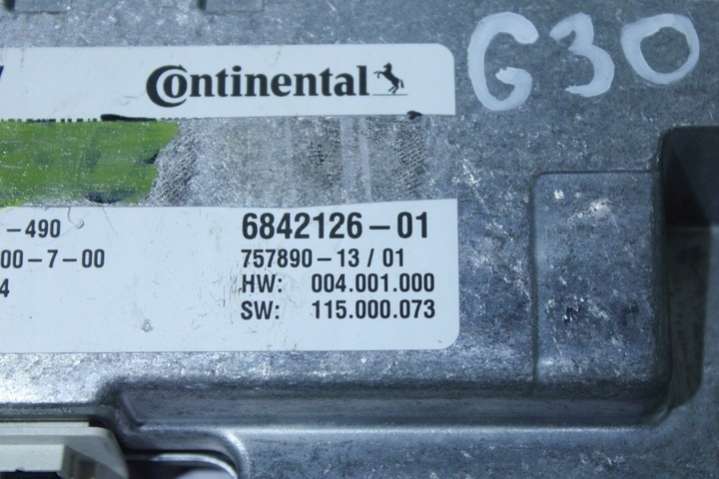 Continental
G30
-490
6842126-01
00-7-00
757890-13 / 01
4
HW: 004.001.000
SW: 115.000.073